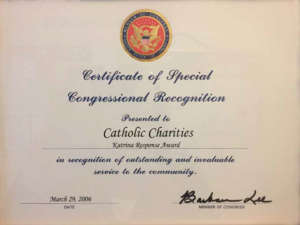 Certificate of Special
Congressional Recognition
Presented to
Catholic Charities
Katrina Response Award
in recognition of outstanding and invaluable
service to the community.
March 29, 2006
Barbara Lee
DATE
MEMBER OF CONGRESS